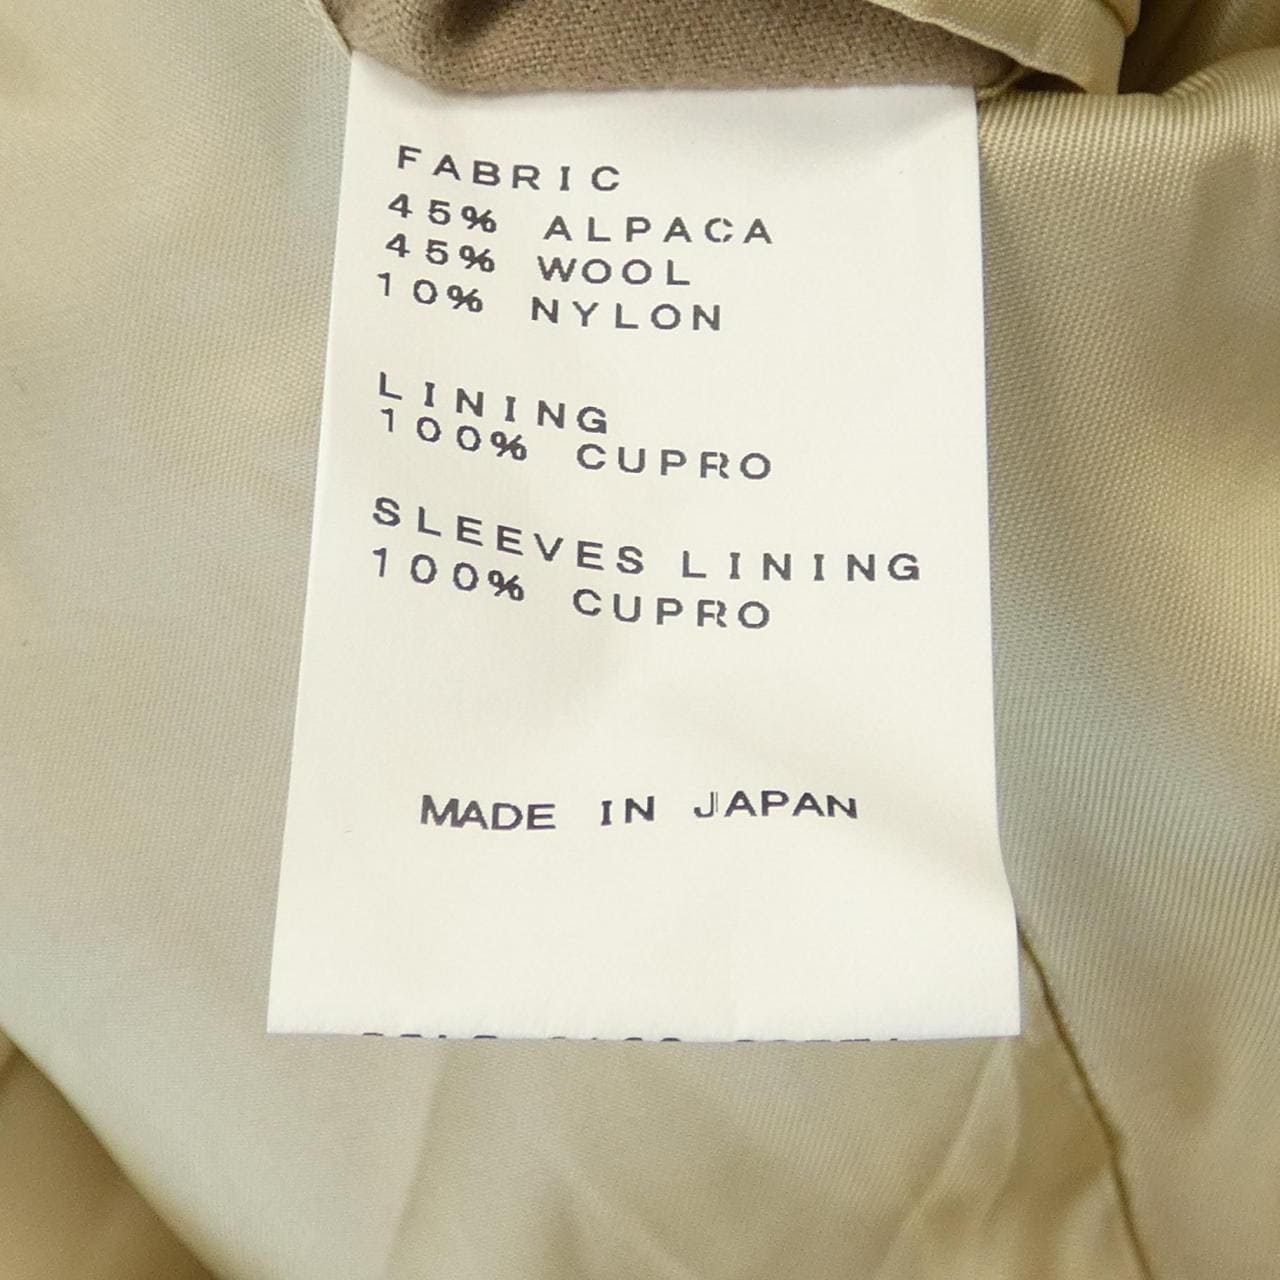 FABRIC
45% ALPACA
45% WOOL
10% NYLON
LINING
100% CUPRO
SLEEVES LINING
100% CUPRO
MADE IN JAPAN